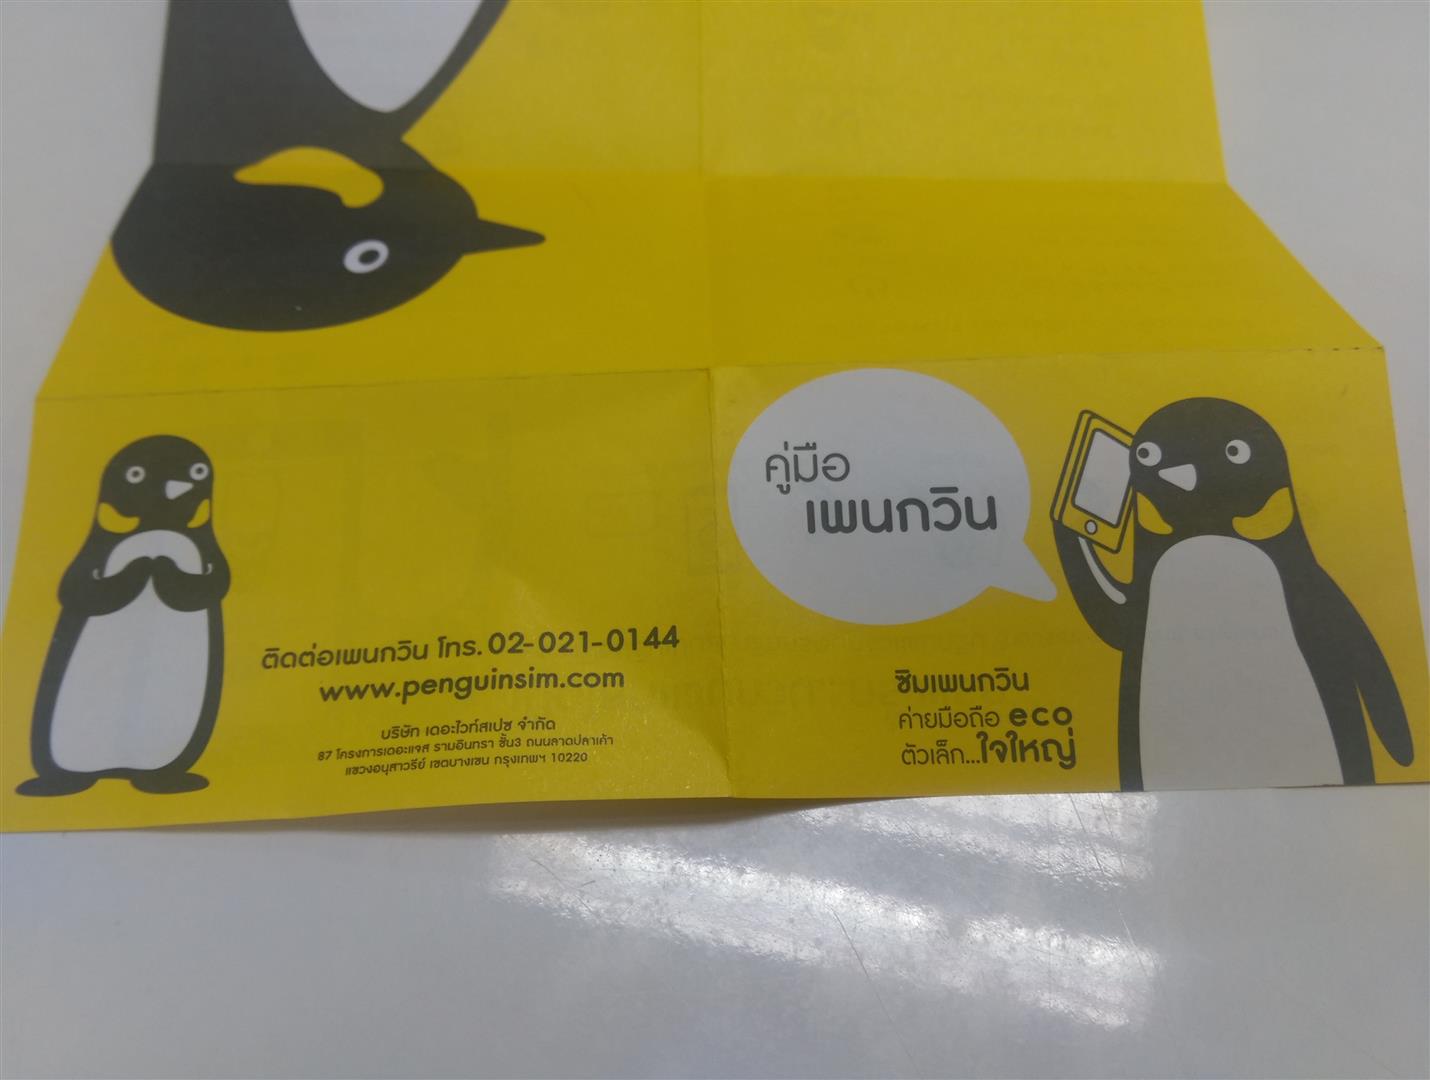 คู่มือ
เพนกวิน
ซิมเพนกวิน
ค่ายมือถือ eco
ตัวเล็ก...ใจใหญ่
ติดต่อเพนกวิน โทร. 02-021-0144
www.penguinsim.com
บริษัท เดอะไวท์สเปซ จำกัด
87 โครงการเดอะแจส รามอินทรา ชั้น3 ถนนลาดปลาเค้า
แขวงอนุสาวรีย์ เขตบางเขน กรุงเทพฯ 10220